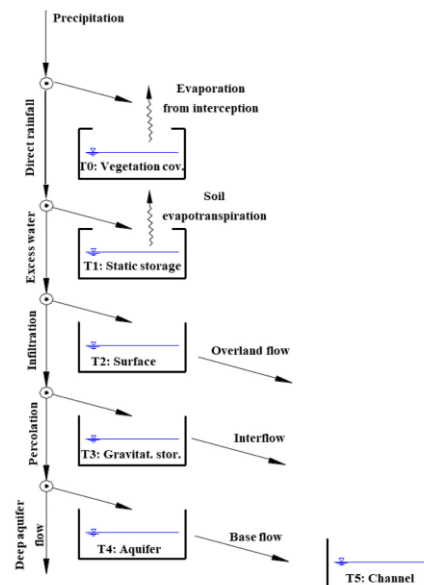 Precipitation
Evaporation
from interception
Direct rainfall
T0: Vegetation cov.
Soil
evapotranspiration
Excess water
T1: Static storage
Infiltration
T2: Surface
Overland flow
Percolation
T3: Gravitat. stor.
Interflow
Deep aquifer
flow
T4: Aquifer
Base flow
T5: Channel